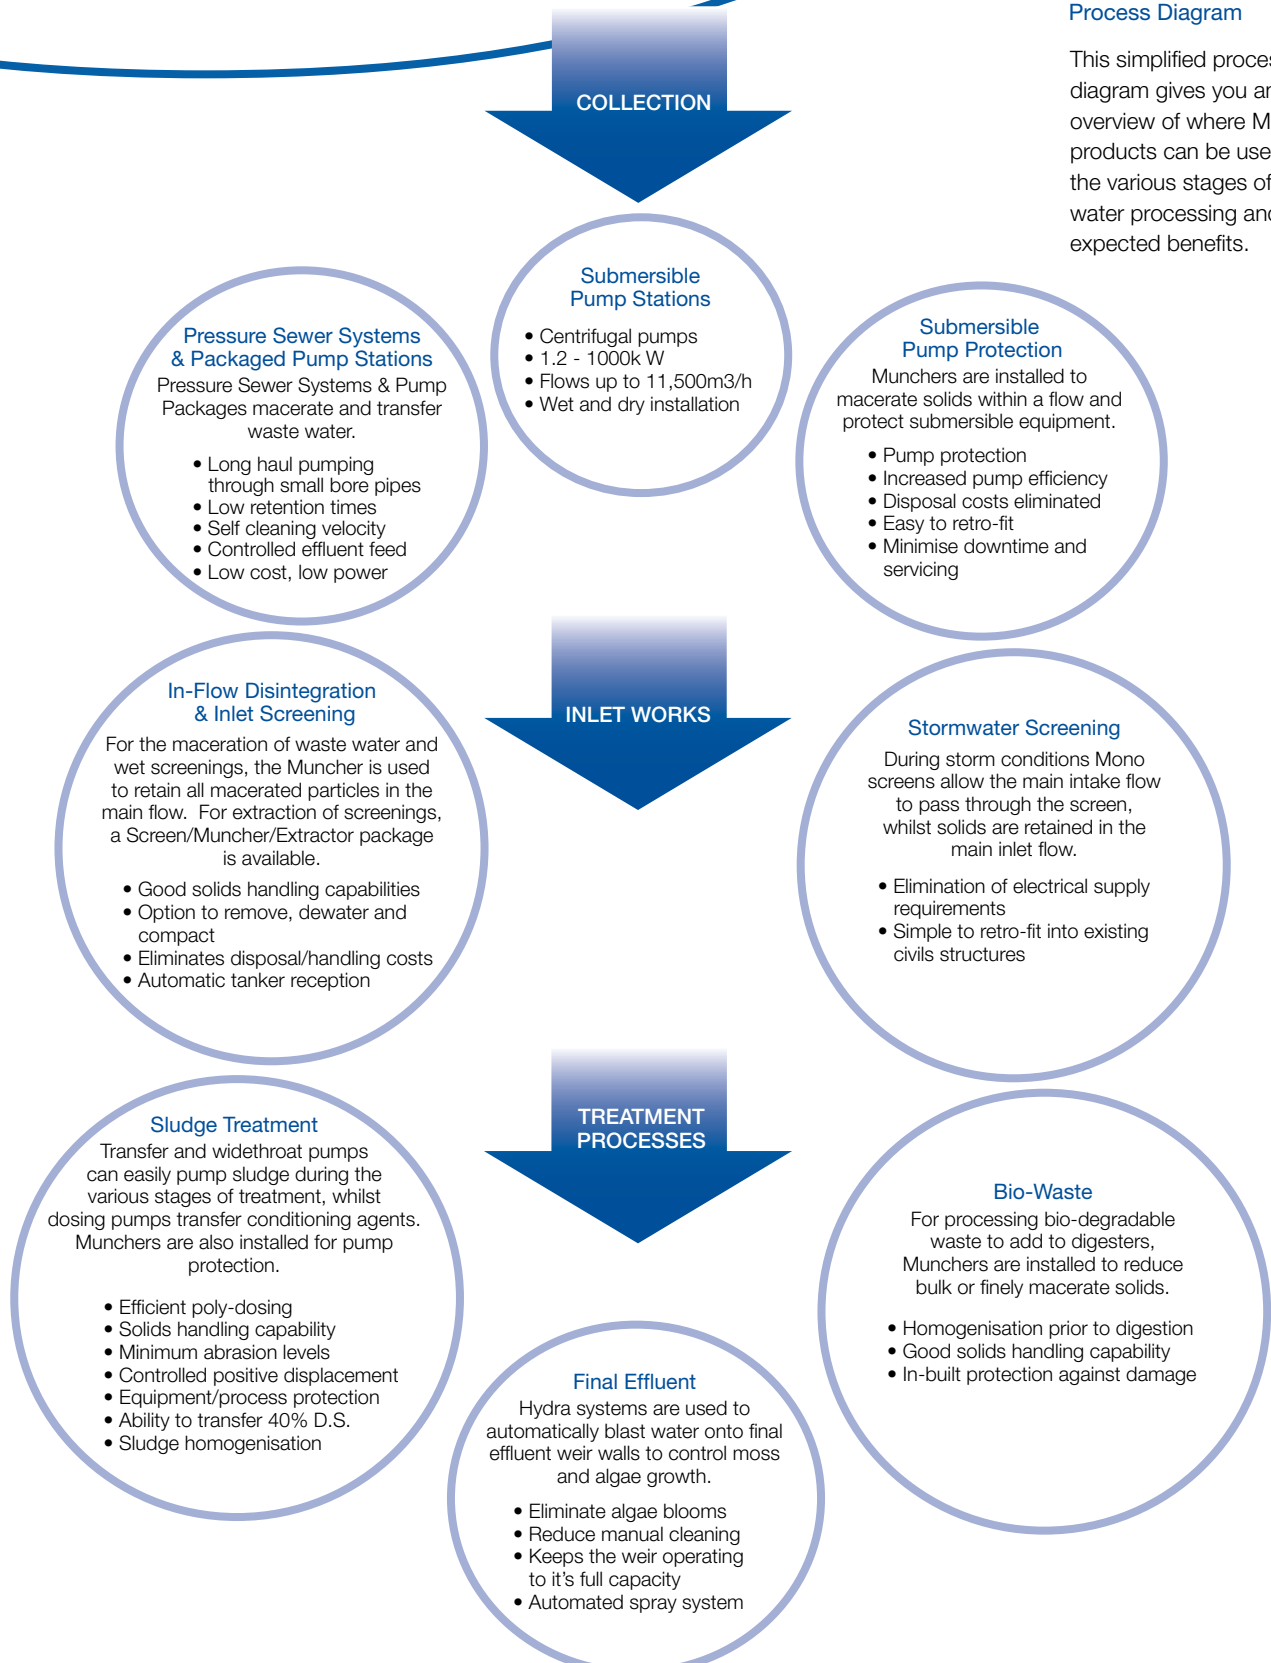 Process Diagram
This simplified
diagram gives you
overview of where
products can be
the various stages of
water processing
expected benefits.
COLLECTION
Submersible
Pump Stations
• Centrifugal pumps
• 1.2 - 1000k W
• Flows up to 11,500m3/h
• Wet and dry installation
Pressure Sewer Systems
& Packaged Pump Stations
Pressure Sewer Systems & Pump
Packages macerate and transfer
waste water.
• Long haul pumping
through small bore pipes
• Low retention times
• Self cleaning velocity
• Controlled effluent feed
• Low cost, low power
Submersible
Pump Protection
Munchers are installed to
macerate solids within a flow and
protect submersible equipment.
• Pump protection
• Increased pump efficiency
• Disposal costs eliminated
• Easy to retro-fit
• Minimise downtime and
servicing
INLET WORKS
In-Flow Disintegration
& Inlet Screening
For the maceration of waste water and
wet screenings, the Muncher is used
to retain all macerated particles in the
main flow. For extraction of screenings,
a Screen/Muncher/Extractor package
is available.
• Good solids handling capabilities
• Option to remove, dewater and
compact
• Eliminates disposal/handling costs
• Automatic tanker reception
Stormwater Screening
During storm conditions Mono
screens allow the main intake flow
to pass through the screen,
whilst solids are retained in the
main inlet flow.
• Elimination of electrical supply
requirements
• Simple to retro-fit into existing
civils structures
TREATMENT
PROCESSES
Sludge Treatment
Transfer and widethroat pumps
can easily pump sludge during the
various stages of treatment, whilst
dosing pumps transfer conditioning agents.
Munchers are also installed for pump
protection.
• Efficient poly-dosing
• Solids handling capability
• Minimum abrasion levels
• Controlled positive displacement
• Equipment/process protection
• Ability to transfer 40% D.S.
• Sludge homogenisation
Bio-Waste
For processing bio-degradable
waste to add to digesters,
Munchers are installed to reduce
bulk or finely macerate solids.
• Homogenisation prior to digestion
• Good solids handling capability
• In-built protection against damage
Final Effluent
Hydra systems are used to
automatically blast water onto final
effluent weir walls to control moss
and algae growth.
• Eliminate algae blooms
• Reduce manual cleaning
• Keeps the weir operating
to it's full capacity
• Automated spray system